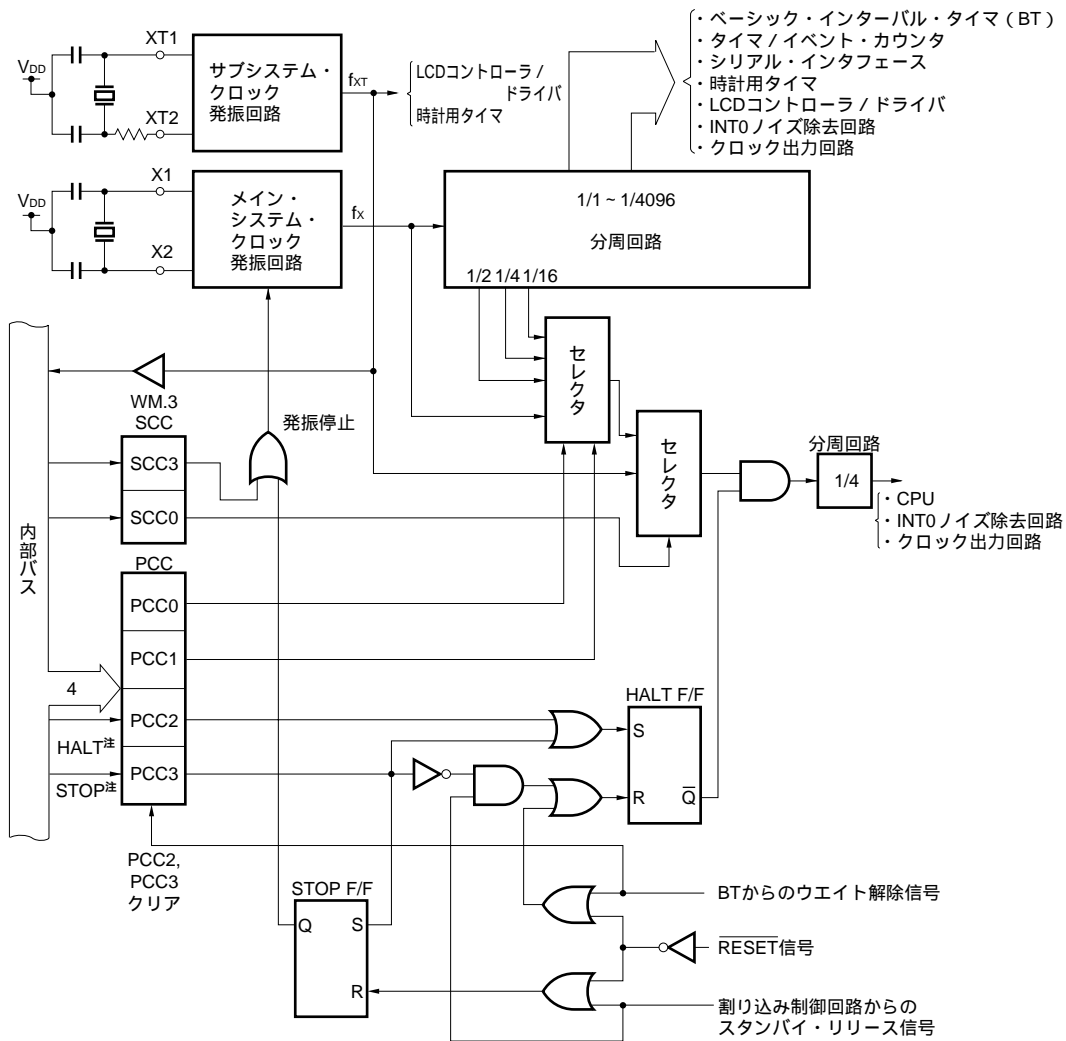 ・ベーシック・インターバル・タイマ（BT）
・タイマ / イベント・カウンタ
・シリアル・インタフェース
・時計用タイマ
・LCDコントローラ / ドライバ
・INT0ノイズ除去回路
・クロック出力回路
VDD
XT1
XT2
サブシステム・
クロック
発振回路
fXT
LCDコントローラ /
ドライバ
時計用タイマ
VDD
X1
X2
メイン・
システム・
クロック
発振回路
fX
1/1 ~ 1/4096
分周回路
1/2 1/4 1/16
セレクタ
セレクタ
WM.3
SCC
SCC3
SCC0
発振停止
分周回路
1/4
・CPU
・INT0ノイズ除去回路
・クロック出力回路
内部バス
PCC
PCC0
PCC1
PCC2
PCC3
4
HALT注
STOP注
HALT F/F
S
R
Q
PCC2,
PCC3
クリア
STOP F/F
Q
S
R
BTからのウエイト解除信号
RESET信号
割り込み制御回路からの
スタンバイ・リリース信号